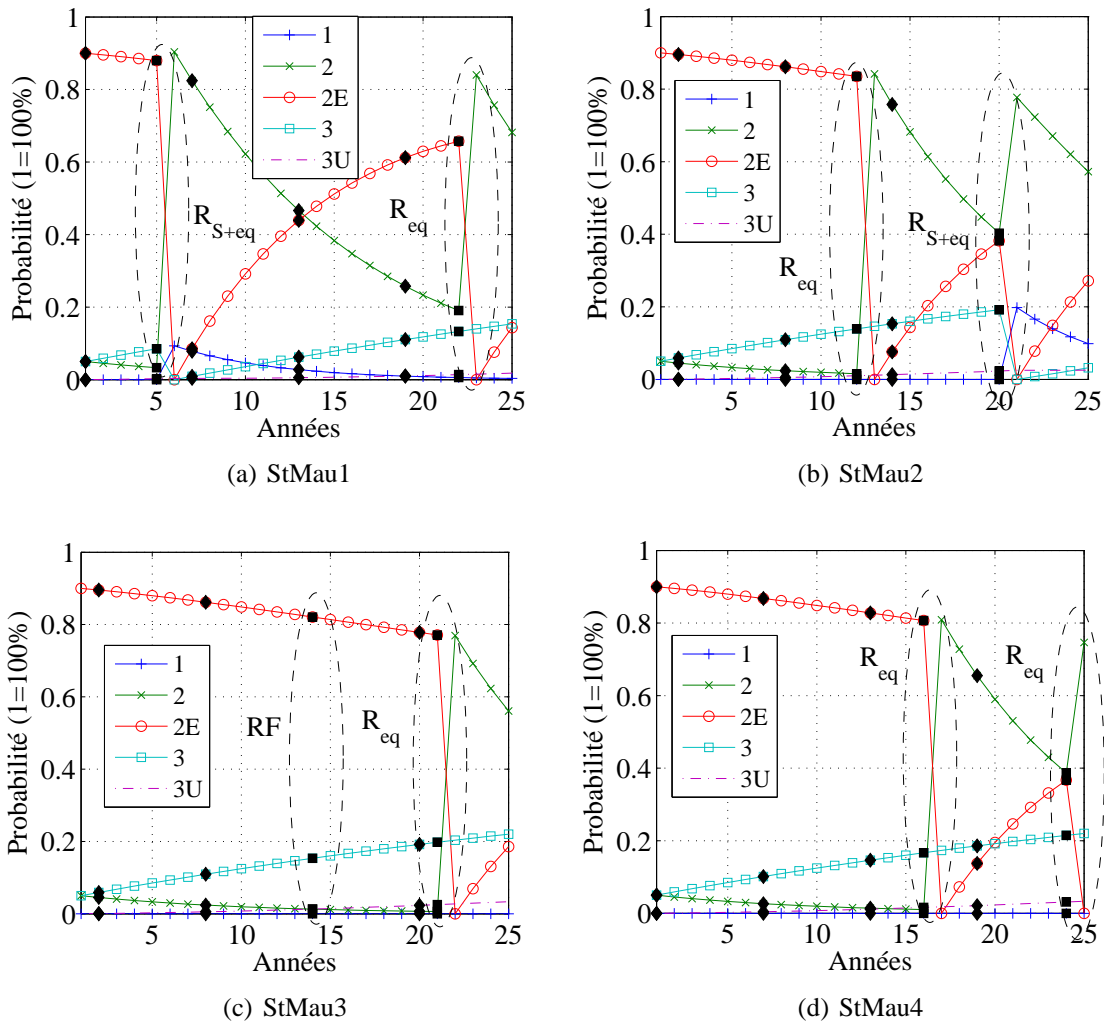 Probabilité (1=100%)
1
0.8
0.6
0.4
0.2
0
5
10
15
20
25
Années
1
2
2E
3
3U
R_S+eq
R_eq
(a) StMau1
Probabilité (1=100%)
1
0.8
0.6
0.4
0.2
0
5
10
15
20
25
Années
1
2
2E
3
3U
R_eq
R_S+eq
(b) StMau2
Probabilité (1=100%)
1
0.8
0.6
0.4
0.2
0
5
10
15
20
25
Années
1
2
2E
3
3U
RF
R_eq
(c) StMau3
Probabilité (1=100%)
1
0.8
0.6
0.4
0.2
0
5
10
15
20
25
Années
1
2
2E
3
3U
R_eq
R_eq
(d) StMau4